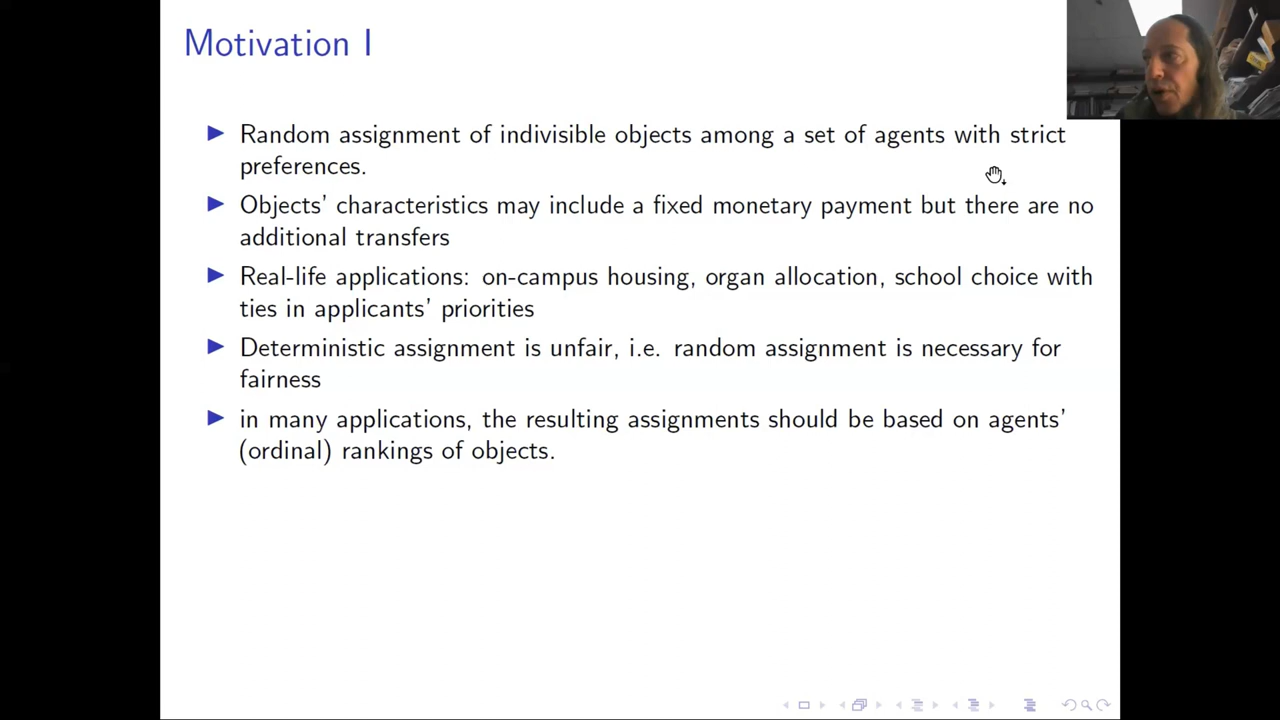 Motivation I
Random assignment of indivisible objects among a set of agents with strict
preferences.
Objects' characteristics may include a fixed monetary payment but there are no
additional transfers
Real-life applications: on-campus housing, organ allocation, school choice with
ties in applicants' priorities
Deterministic assignment is unfair, i.e. random assignment is necessary for
fairness
in many applications, the resulting assignments should be based on agents'
(ordinal) rankings of objects.